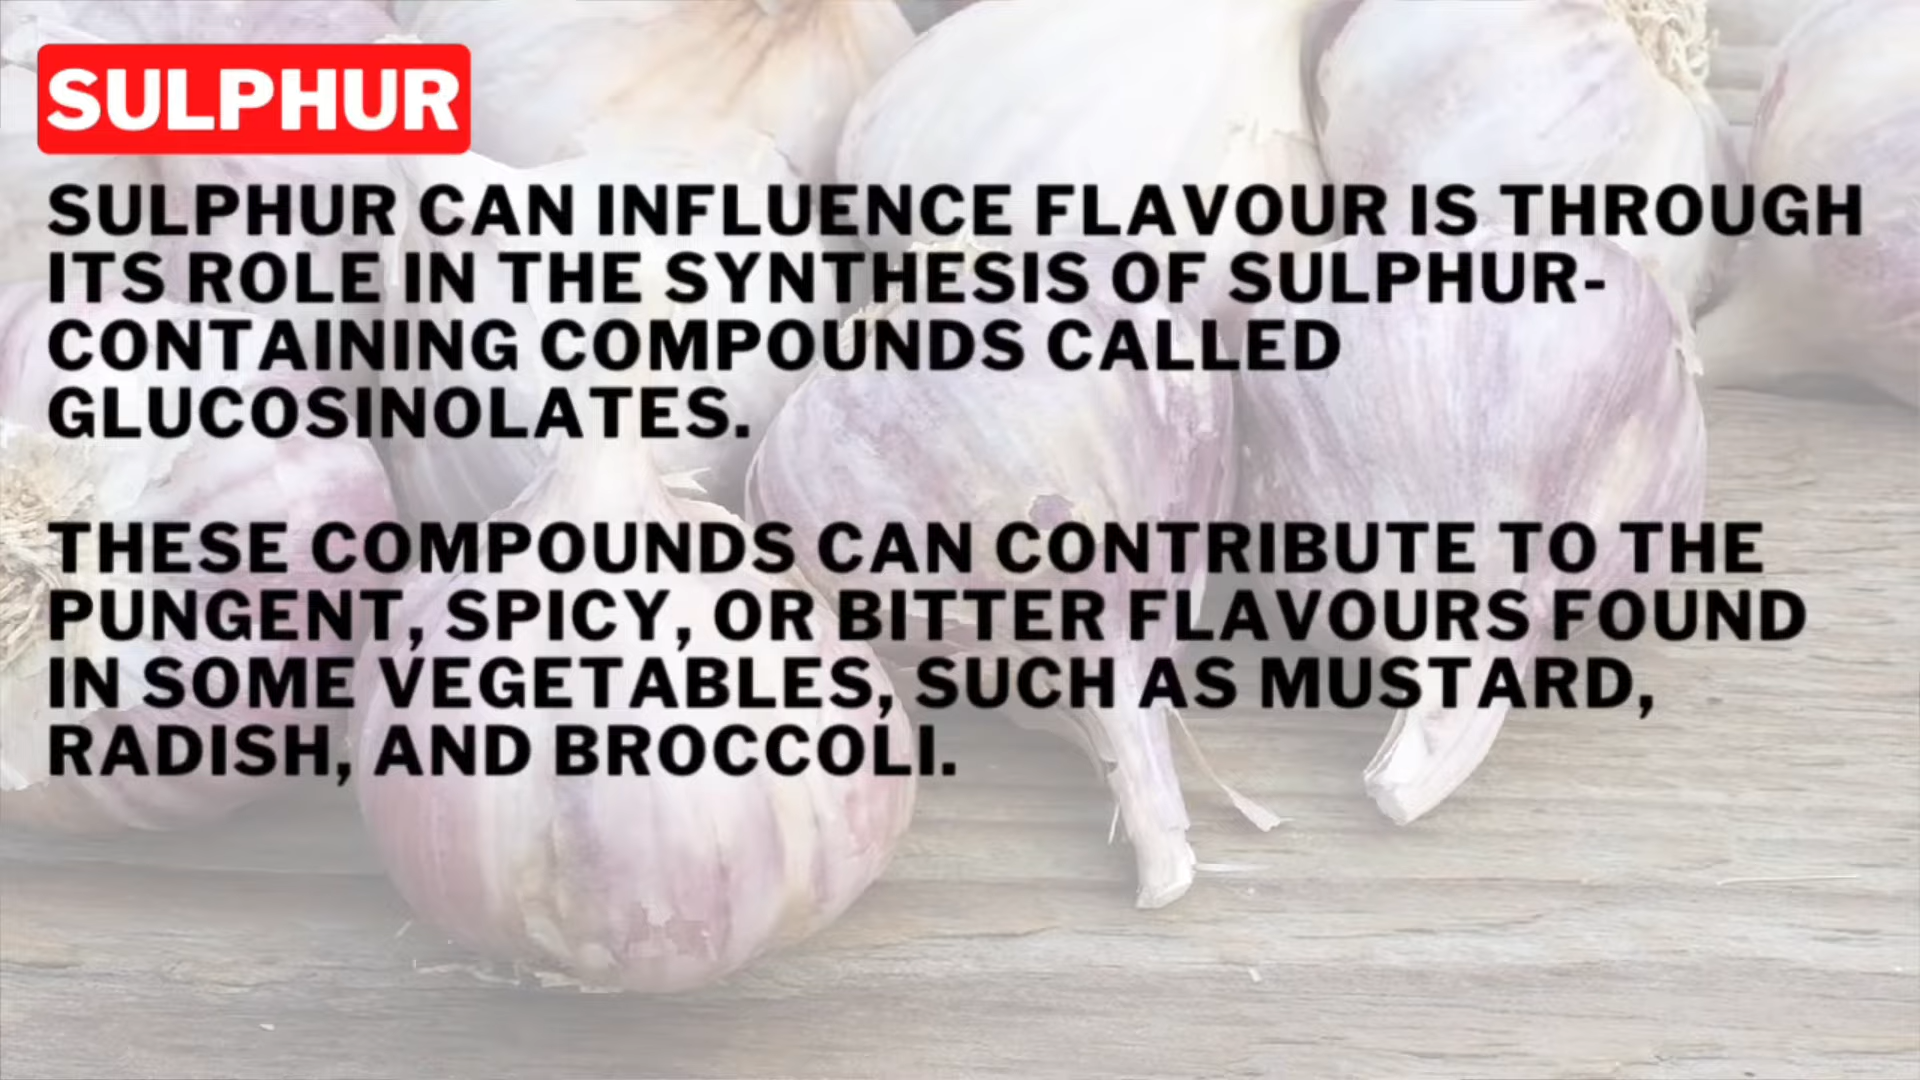 SULPHUR
SULPHUR CAN INFLUENCE FLAVOUR IS THROUGH
ITS ROLE IN THE SYNTHESIS OF SULPHUR-
CONTAINING COMPOUNDS CALLED
GLUCOSINOLATES.
THESE COMPOUNDS CAN CONTRIBUTE TO THE
PUNGENT, SPICY, OR BITTER FLAVOURS FOUND
IN SOME VEGETABLES, SUCH AS MUSTARD,
RADISH, AND BROCCOLI.